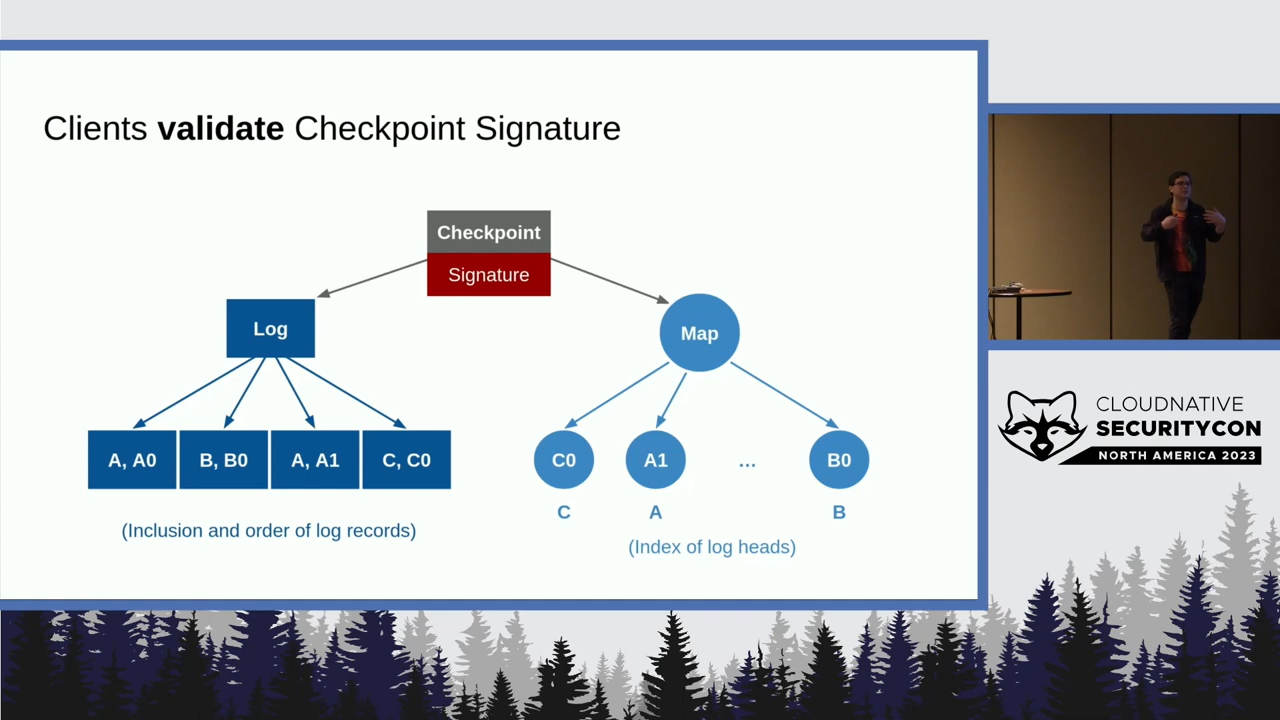 Clients validate Checkpoint Signature
Checkpoint
Signature
Log
Map
A, A0
B, B0
A, A1
C, C0
C0
A1
...
B0
C
A
B
(Inclusion and order of log records)
(Index of log heads)
CLOUDNATIVE
SECURITYCON
NORTH AMERICA 2023